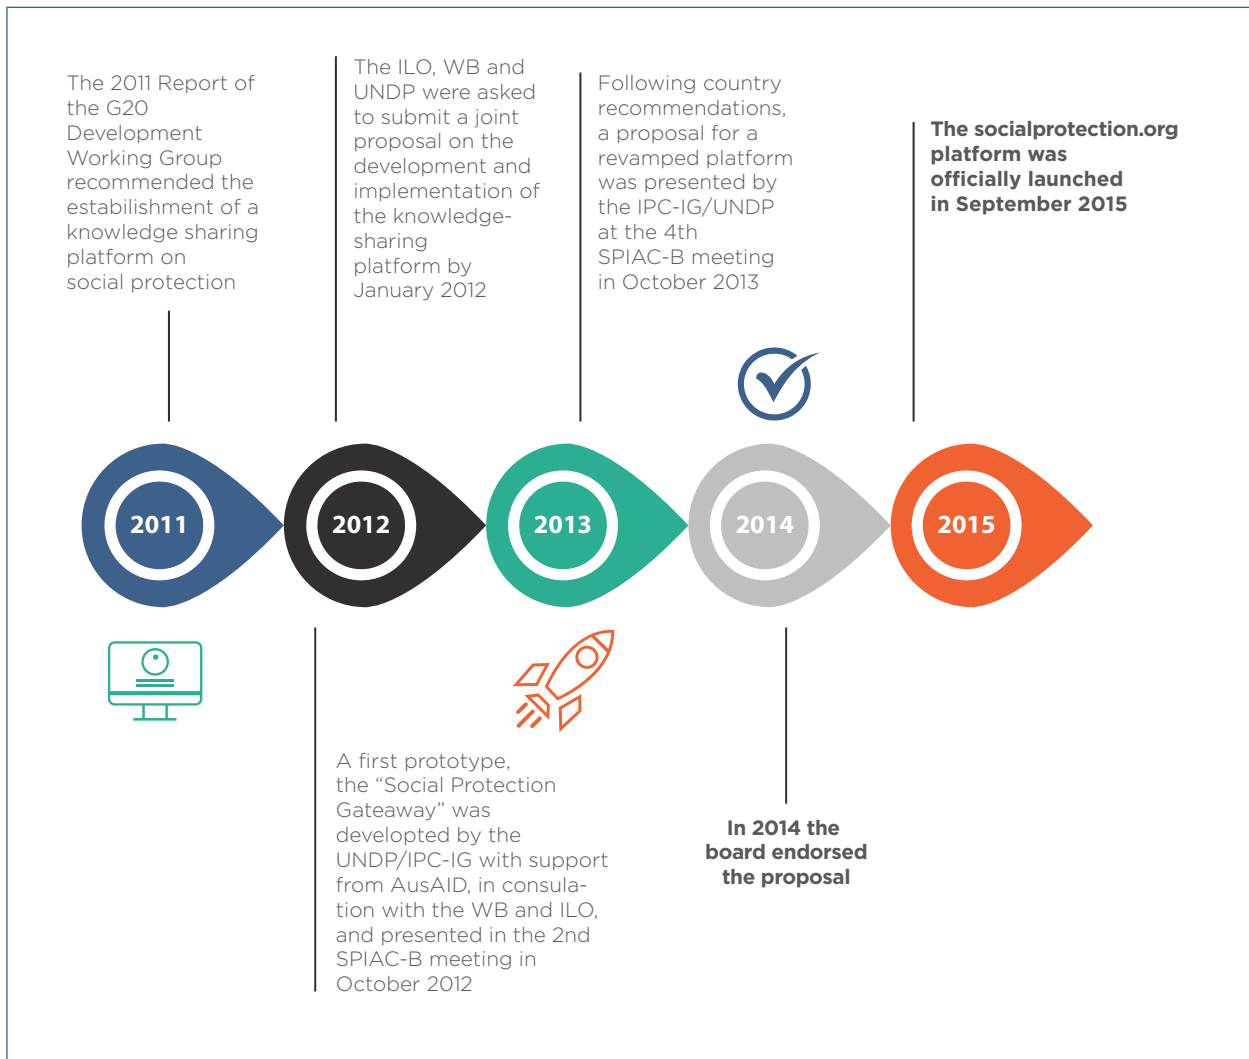 The 2011 Report of
the G20
Development
Working Group
recommended the
estabilishment of a
knowledge sharing
platform on
social protection
The ILO, WB and
UNDP were asked
to submit a joint
proposal on the
development and
implementation of
the knowledge-
sharing
platform by
January 2012
Following country
recommendations,
a proposal for a
revamped platform
was presented by
the IPC-IG/UNDP
at the 4th
SPIAC-B meeting
in October 2013
The socialprotection.org
platform was
officially launched
in September 2015
2011
2012
2013
2014
2015
A first prototype,
the “Social Protection
Gateaway” was
developted by the
UNDP/IPC-IG with support
from AusAID, in consula-
tion with the WB and ILO,
and presented in the 2nd
SPIAC-B meeting in
October 2012
In 2014 the
board endorsed
the proposal